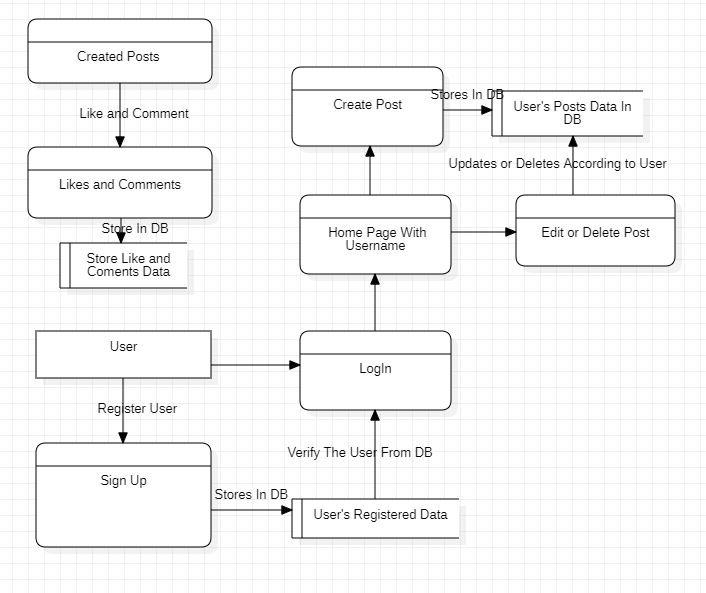 Created Posts
Like and Comment
Likes and Comments
Store In DB
Store Like and
Coments Data
Create Post
Stores In DB
User's Posts Data In
DB
Updates or Deletes According to User
Home Page With
Username
Edit or Delete Post
User
LogIn
Register User
Verify The User From DB
Sign Up
Stores In DB
User's Registered Data